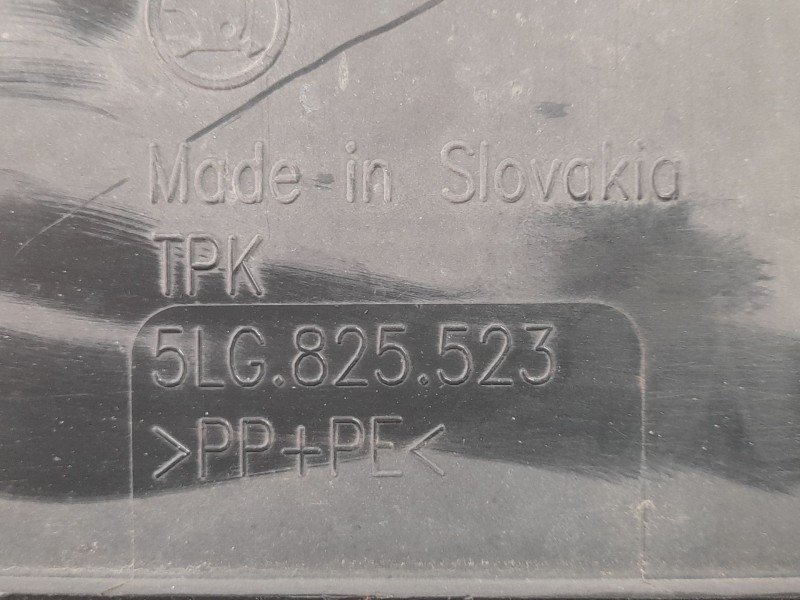 Made in Slovakia
TPK
5LG.825.523
>PP+PE<